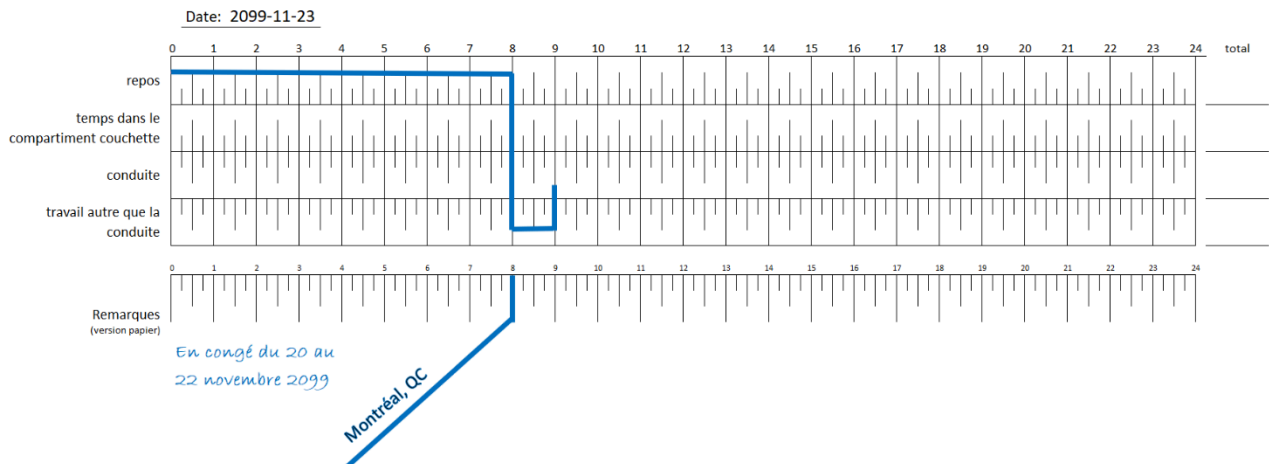 Date: 2099-11-23
0 1 2 3 4 5 6 7 8 9 10 11 12 13 14 15 16 17 18 19 20 21 22 23 24 total
repos
temps dans le
compartiment couchette
conduite
travail autre que la
conduite
0 1 2 3 4 5 6 7 8 9 10 11 12 13 14 15 16 17 18 19 20 21 22 23 24
Remarques
(version papier)
En congé du 20 au
22 novembre 2099
Montréal, QC